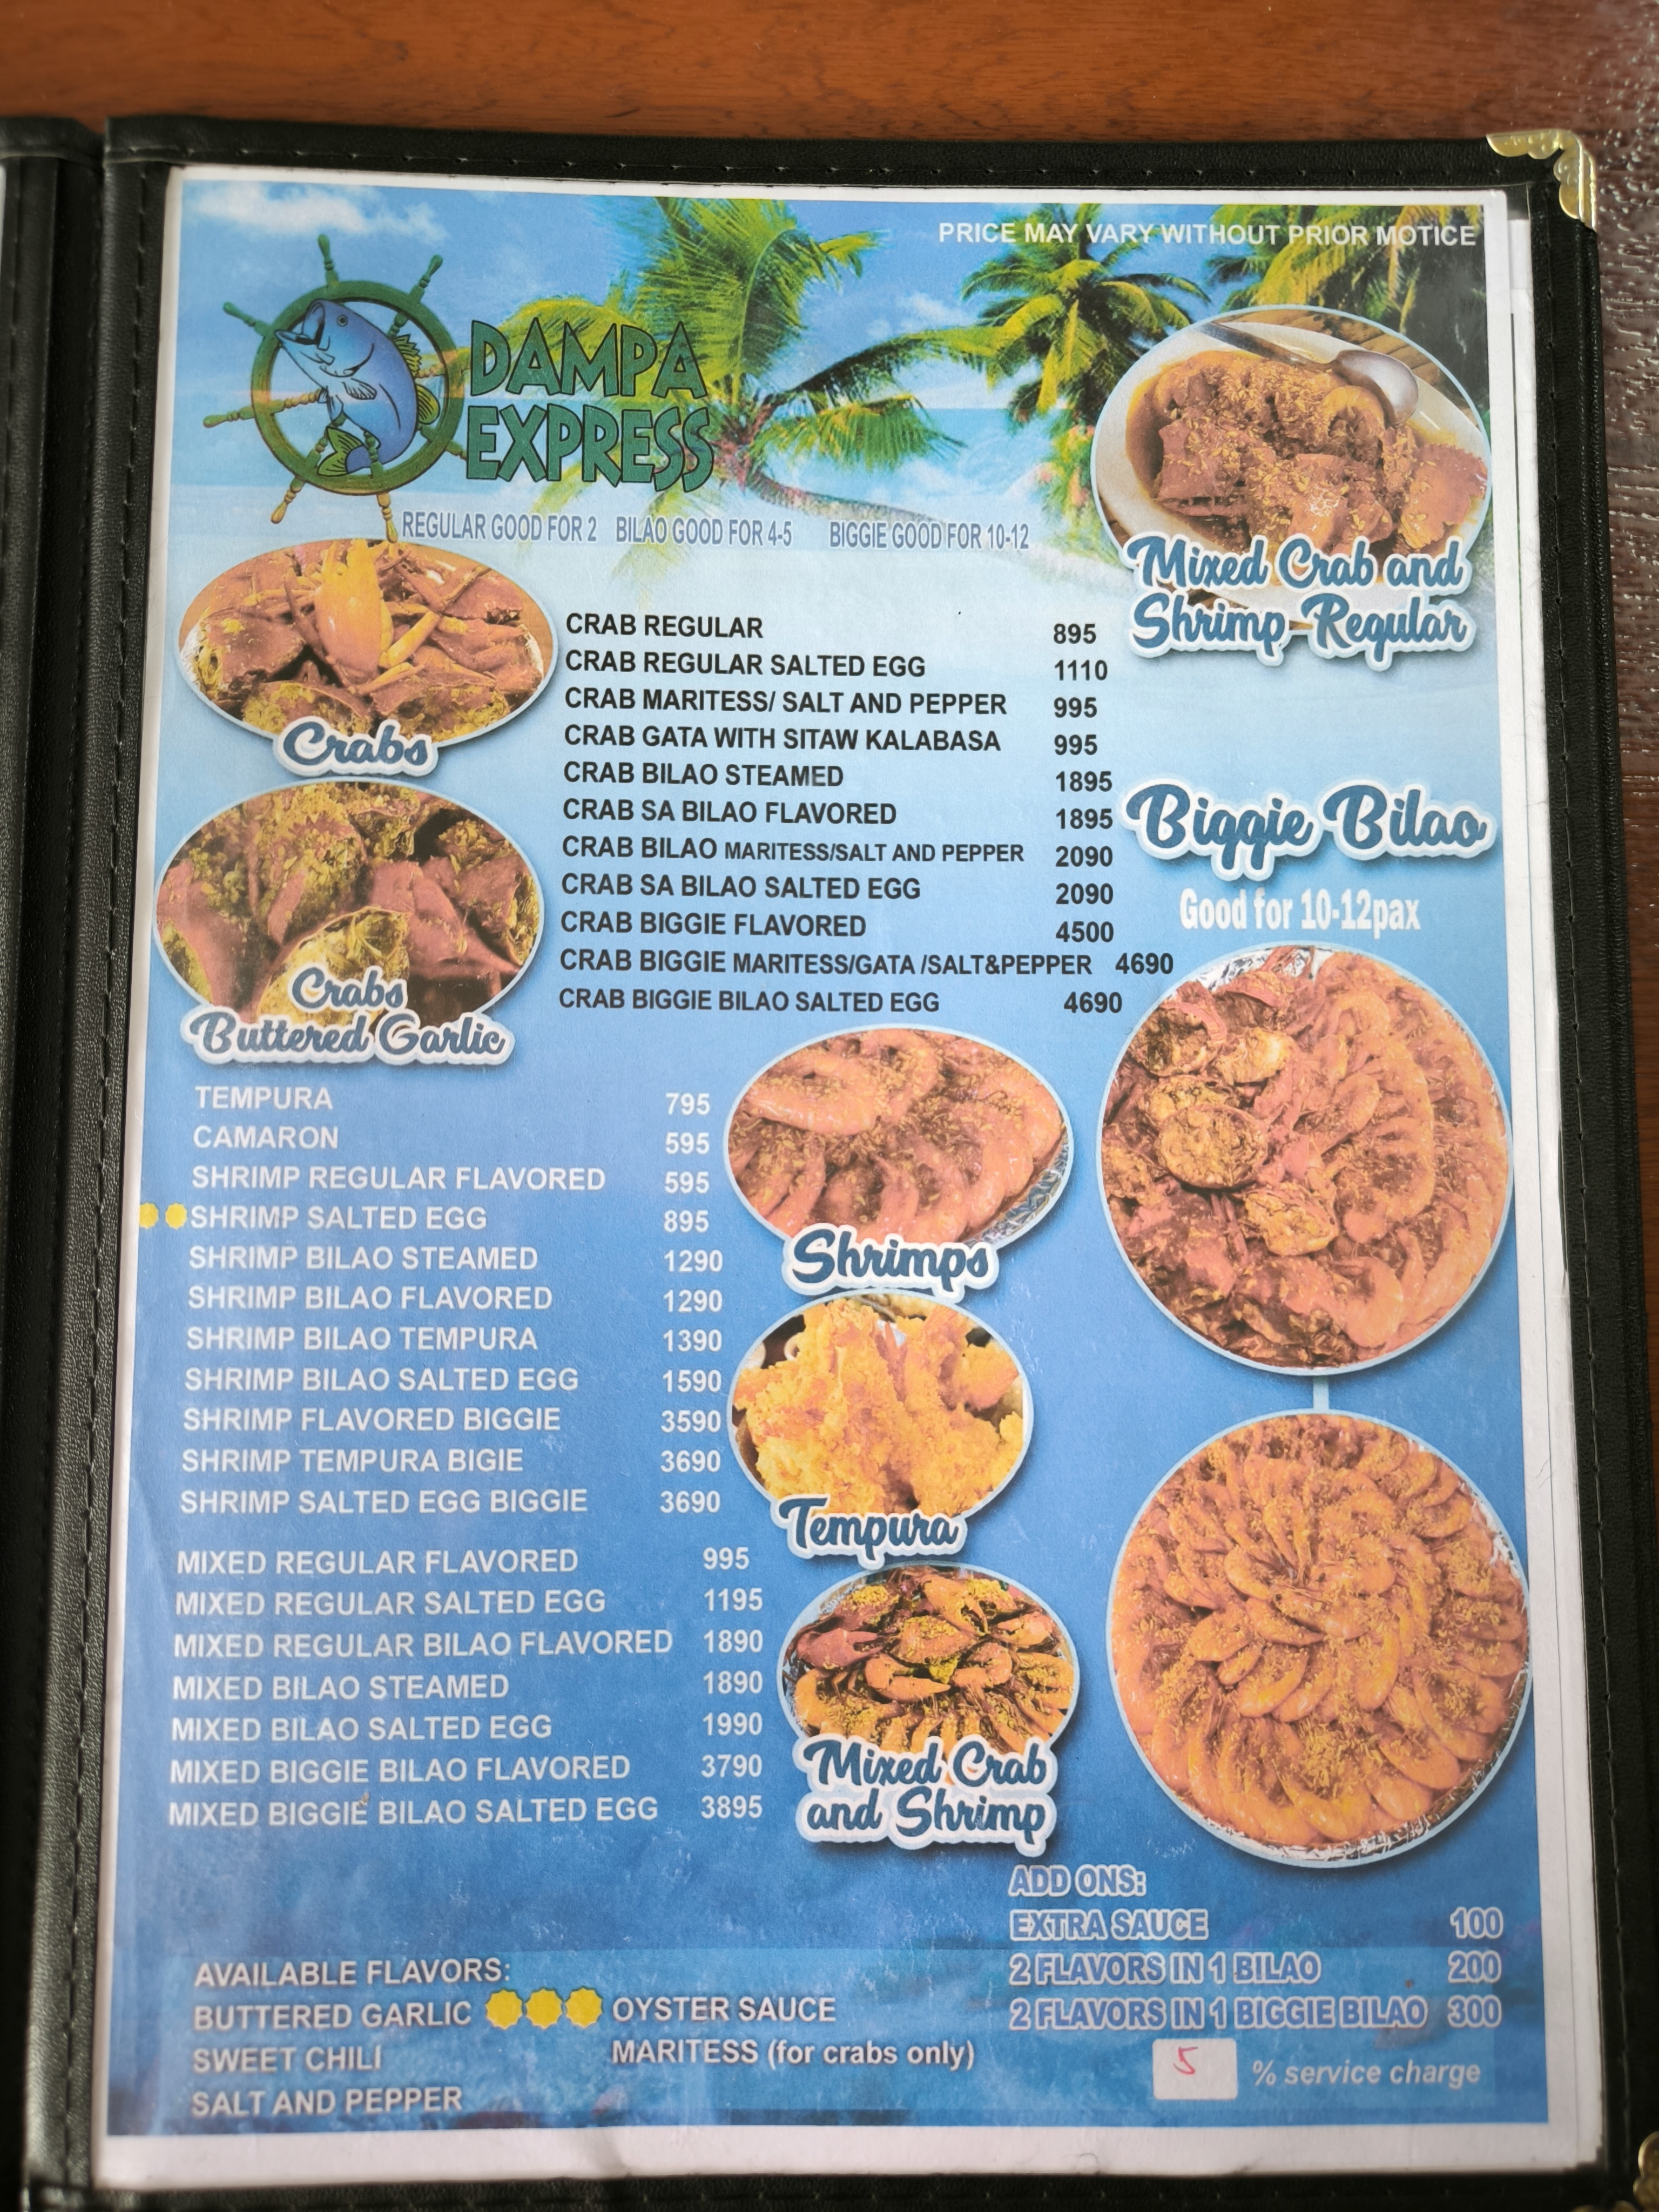 PRICE MAY VARY WITHOUT PRIOR MOTICE
DAMPA
EXPRESS
REGULAR GOOD FOR 2 BILAO GOOD FOR 4-5 BIGGIE GOOD FOR 10-12
Mixed Crab and
Shrimp Regular
Crabs
CRAB REGULAR 895
CRAB REGULAR SALTED EGG 1110
CRAB MARITESS/ SALT AND PEPPER 995
CRAB GATA WITH SITAW KALABASA 995
CRAB BILAO STEAMED 1895
CRAB SA BILAO FLAVORED 1895
CRAB BILAO MARITESS/SALT AND PEPPER 2090
CRAB SA BILAO SALTED EGG 2090
CRAB BIGGIE FLAVORED 4500
CRAB BIGGIE MARITESS/GATA /SALT&PEPPER 4690
CRAB BIGGIE BILAO SALTED EGG 4690
Biggie Bilao
Good for 10-12pax
Crabs
Buttered Garlic
TEMPURA 795
CAMARON 595
SHRIMP REGULAR FLAVORED 595
SHRIMP SALTED EGG 895
SHRIMP BILAO STEAMED 1290
SHRIMP BILAO FLAVORED 1290
SHRIMP BILAO TEMPURA 1390
SHRIMP BILAO SALTED EGG 1590
SHRIMP FLAVORED BIGGIE 3590
SHRIMP TEMPURA BIGIE 3690
SHRIMP SALTED EGG BIGGIE 3690
Shrimps
Tempura
MIXED REGULAR FLAVORED 995
MIXED REGULAR SALTED EGG 1195
MIXED REGULAR BILAO FLAVORED 1890
MIXED BILAO STEAMED 1890
MIXED BILAO SALTED EGG 1990
MIXED BIGGIE BILAO FLAVORED 3790
MIXED BIGGIE BILAO SALTED EGG 3895
Mixed Crab
and Shrimp
ADD ONS:
EXTRA SAUCE 100
2 FLAVORS IN 1 BILAO 200
2 FLAVORS IN 1 BIGGIE BILAO 300
5 % service charge
AVAILABLE FLAVORS:
BUTTERED GARLIC
SWEET CHILI
SALT AND PEPPER
OYSTER SAUCE
MARITESS (for crabs only)